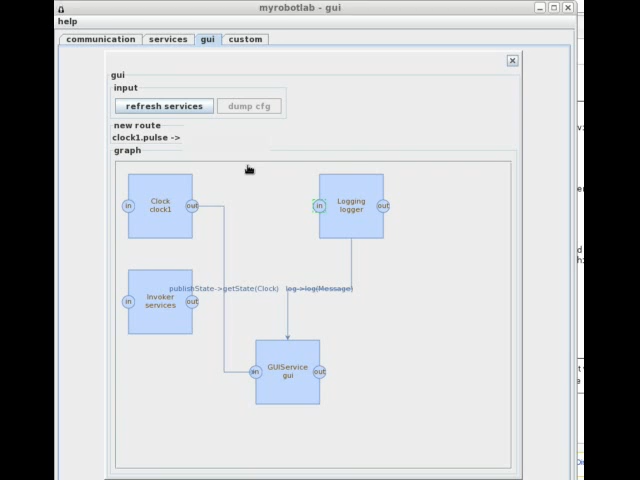 myrobotlab - gui
help
communication services gui custom
gui
input
refresh services dump cfg
new route
clock1.pulse ->
graph
Clock
clock1
in out
Logging
logger
in out
publishState->getState(Clock) log->log(Message)
Invoker
services
in out
GUIService
gui
in out